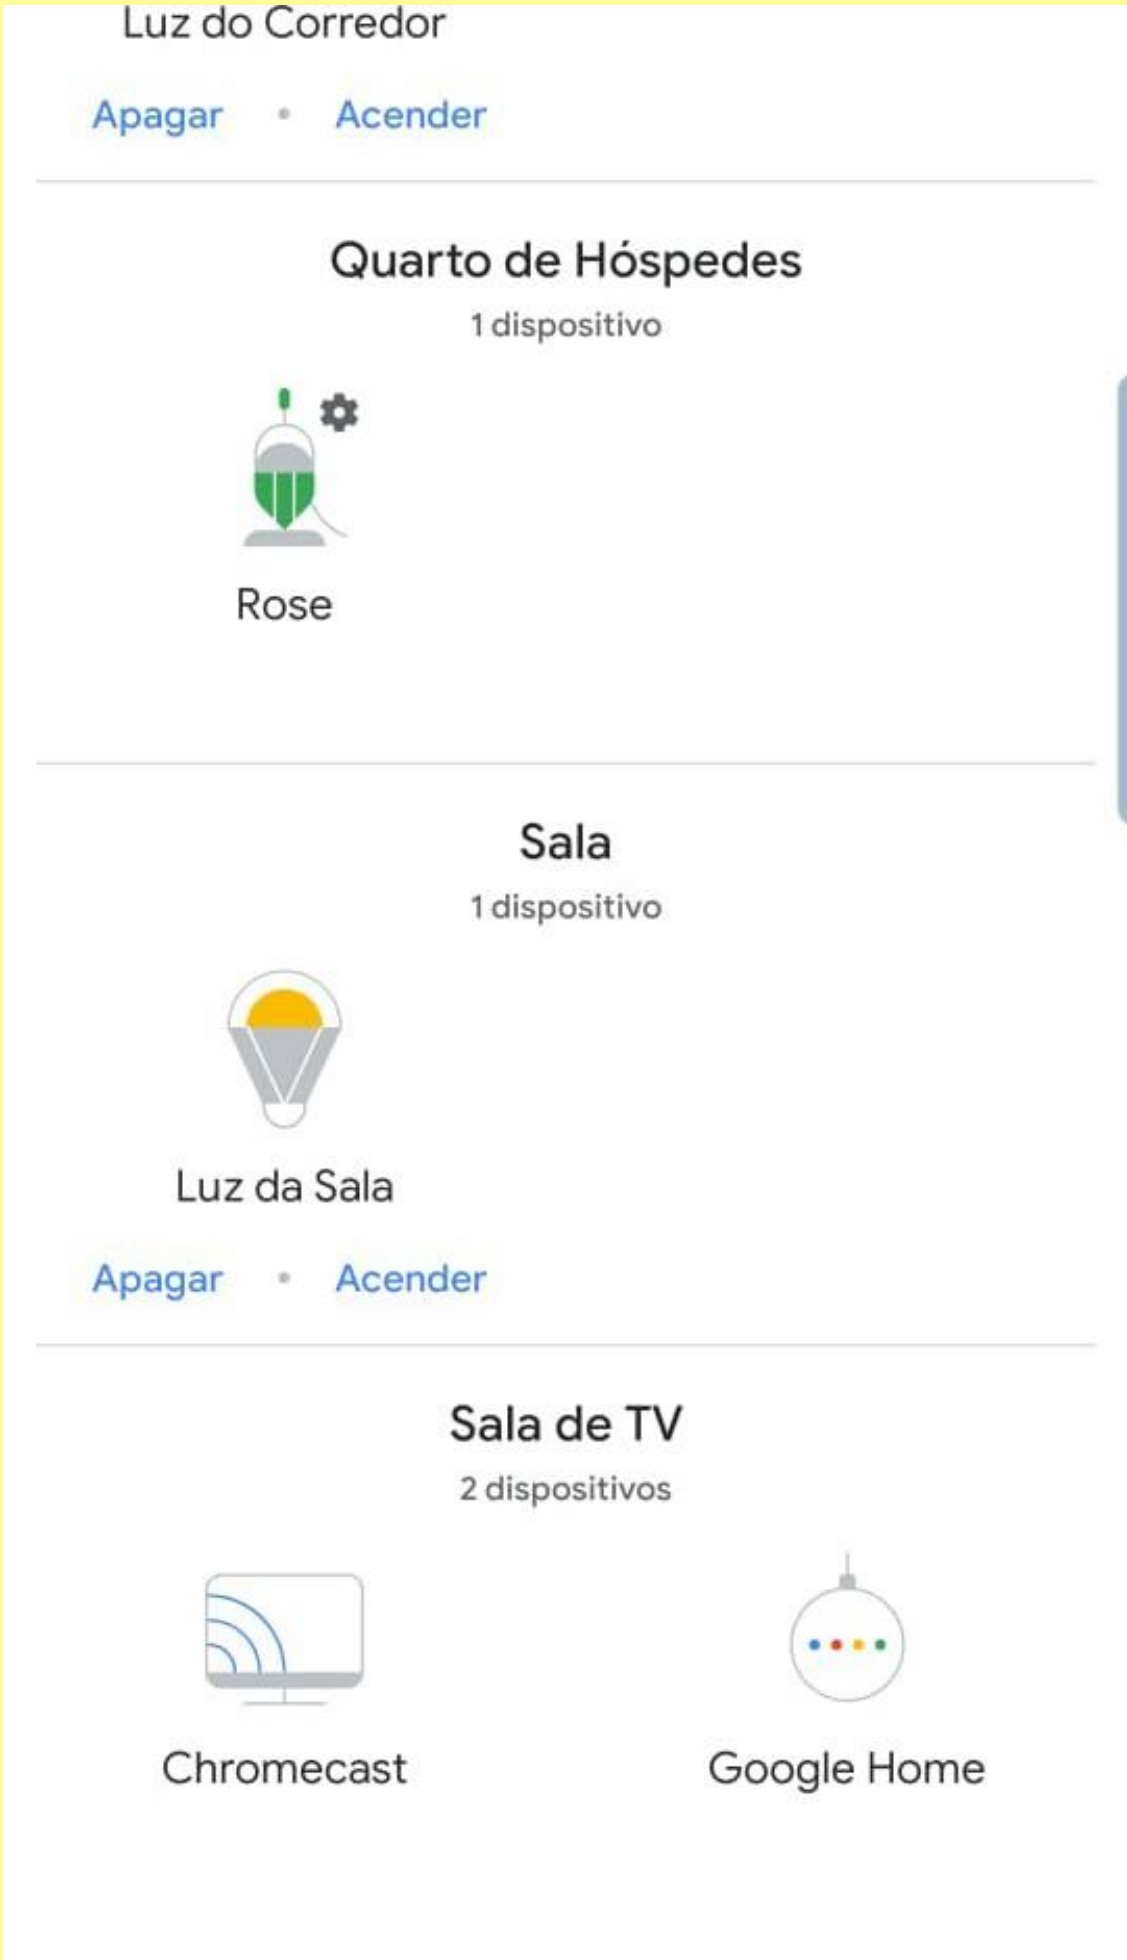 Luz do Corredor
Apagar • Acender
Quarto de Hóspedes
1 dispositivo
Rose
Sala
1 dispositivo
Luz da Sala
Apagar • Acender
Sala de TV
2 dispositivos
Chromecast Google Home